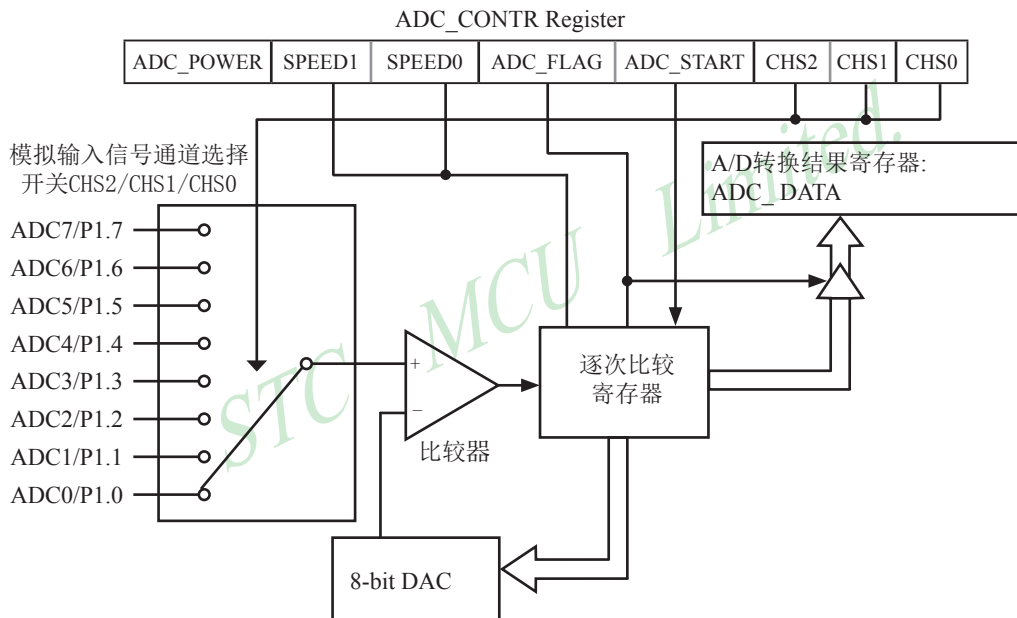 ADC_CONTR Register
ADC_POWER SPEED1 SPEED0 ADC_FLAG ADC_START CHS2 CHS1 CHS0
模拟输入信号通道选择
开关CHS2/CHS1/CHS0
A/D转换结果寄存器:
ADC_DATA
ADC7/P1.7
ADC6/P1.6
ADC5/P1.5
ADC4/P1.4
ADC3/P1.3
ADC2/P1.2
ADC1/P1.1
ADC0/P1.0
+
−
比较器
逐次比较
寄存器
8-bit DAC
STC MCU Limited.